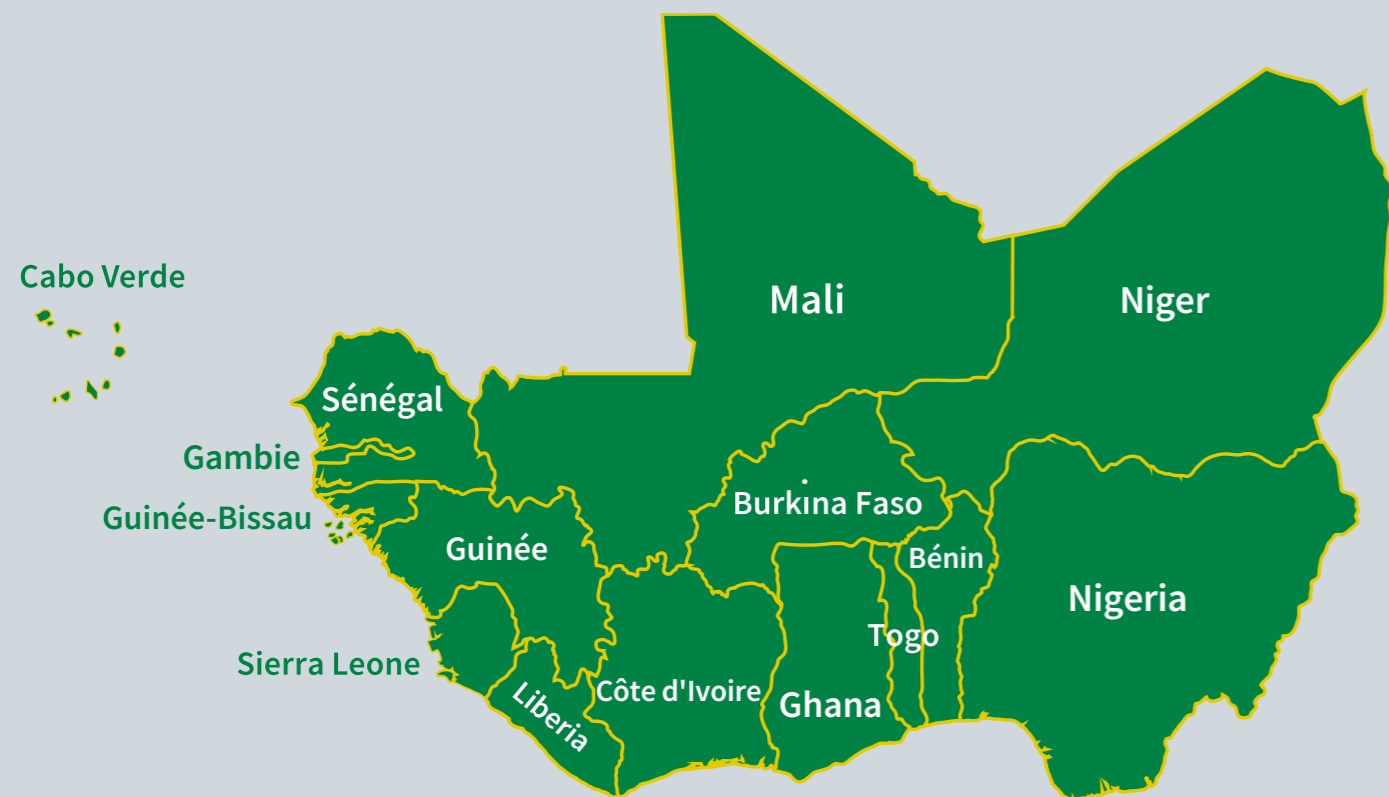 Cabo Verde
Mali
Niger
Sénégal
Gambie
Burkina Faso
Guinée-Bissau
Guinée
Bénin
Nigeria
Togo
Sierra Leone
Côte d'Ivoire
Liberia
Ghana